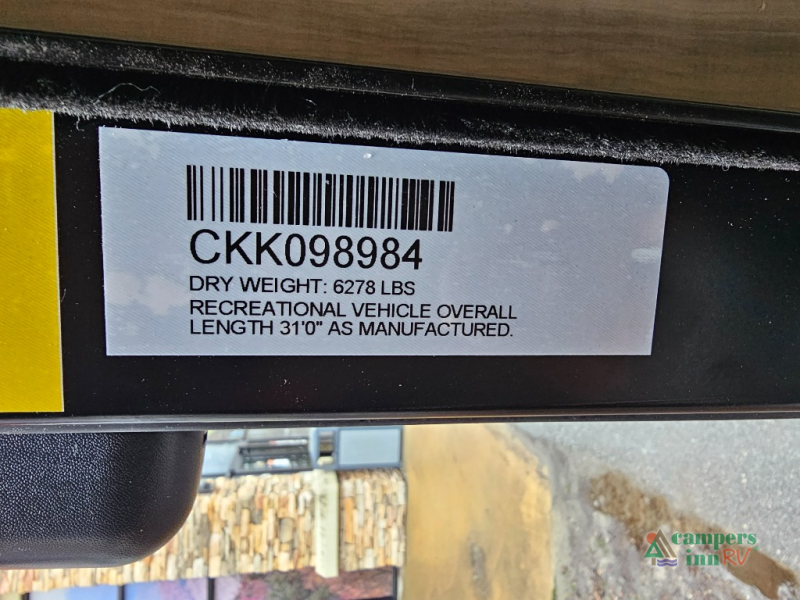 CKK098984
DRY WEIGHT: 6278 LBS
RECREATIONAL VEHICLE OVERALL
LENGTH 31'0" AS MANUFACTURED.
campers
inn RV